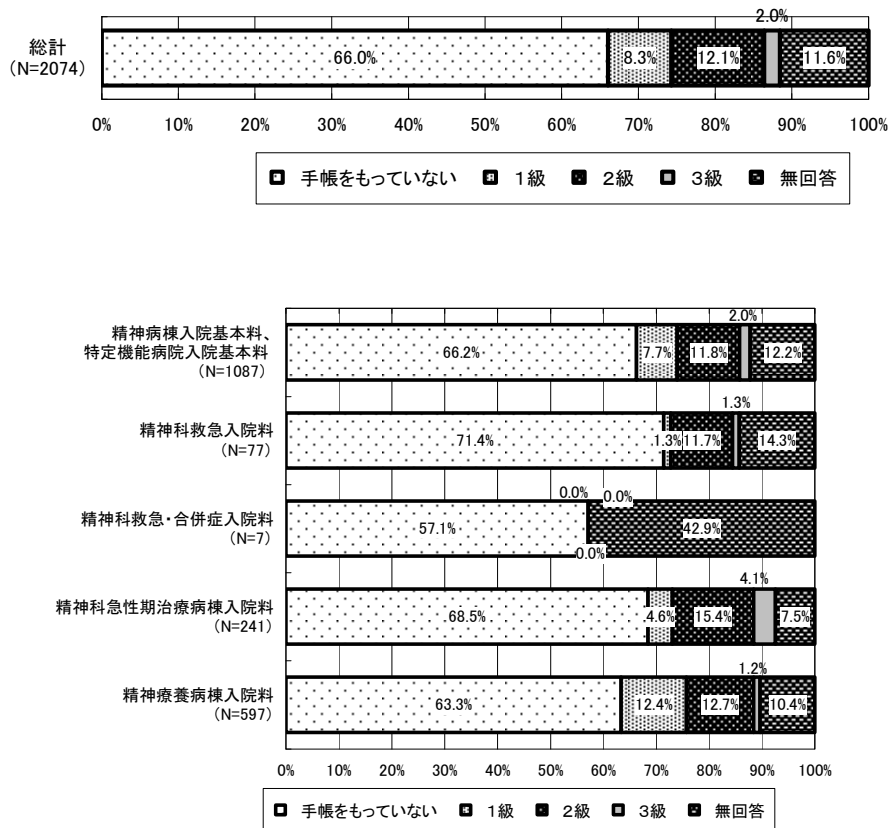 2.0%
総計
(N=2074)
66.0% 8.3% 12.1% 11.6%
0% 10% 20% 30% 40% 50% 60% 70% 80% 90% 100%
手帳をもっていない 1級 2級 3級 無回答
2.0%
精神病棟入院基本料、
特定機能病院入院基本料
(N=1087)
66.2% 7.7% 11.8% 12.2%
1.3%
精神科救急入院料
(N=77)
71.4% 1.3% 11.7% 14.3%
0.0% 0.0%
精神科救急・合併症入院料
(N=7)
57.1% 42.9%
0.0%
4.1%
精神科急性期治療病棟入院料
(N=241)
68.5% 4.6% 15.4% 7.5%
1.2%
精神療養病棟入院料
(N=597)
63.3% 12.4% 12.7% 10.4%
0% 10% 20% 30% 40% 50% 60% 70% 80% 90% 100%
手帳をもっていない 1級 2級 3級 無回答